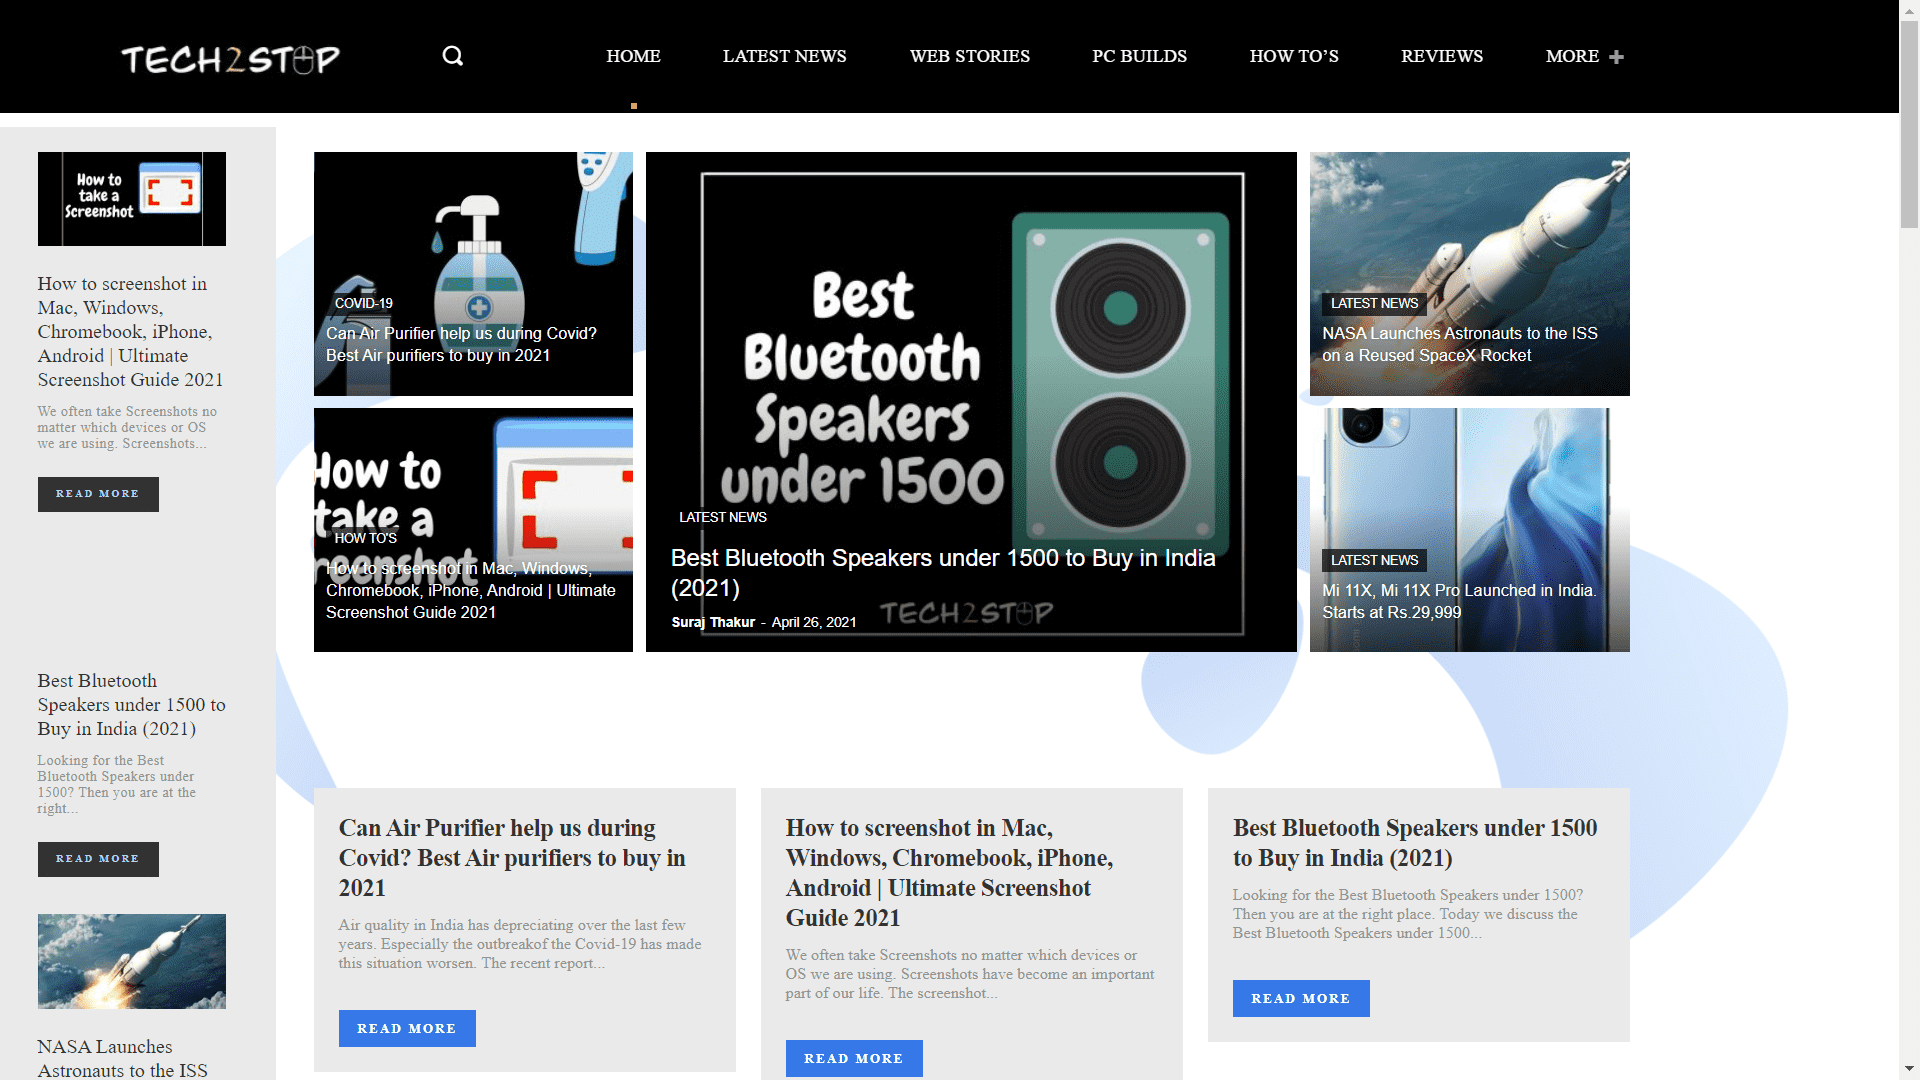 TECH2STOP
HOME
LATEST NEWS
WEB STORIES
PC BUILDS
HOW TO’S
REVIEWS
MORE
How to
take a
Screenshot
How to screenshot in
Mac, Windows,
Chromebook, iPhone,
Android | Ultimate
Screenshot Guide 2021
We often take Screenshots no
matter which devices or OS
we are using. Screenshots...
READ MORE
Best Bluetooth
Speakers under 1500 to
Buy in India (2021)
Looking for the Best
Bluetooth Speakers under
1500? Then you are at the
right...
READ MORE
NASA Launches
Astronauts to the ISS
COVID-19
Can Air Purifier help us during Covid?
Best Air purifiers to buy in 2021
How to
take a
Screenshot
HOW TO'S
How to screenshot in Mac, Windows,
Chromebook, iPhone, Android | Ultimate
Screenshot Guide 2021
Best
Bluetooth
Speakers
under 1500
LATEST NEWS
Best Bluetooth Speakers under 1500 to Buy in India
(2021)
TECH2STOP
Suraj Thakur - April 26, 2021
LATEST NEWS
NASA Launches Astronauts to the ISS
on a Reused SpaceX Rocket
LATEST NEWS
Mi 11X, Mi 11X Pro Launched in India.
Starts at Rs.29,999
Can Air Purifier help us during
Covid? Best Air purifiers to buy in
2021
Air quality in India has depreciating over the last few
years. Especially the outbreakof the Covid-19 has made
this situation worsen. The recent report...
READ MORE
How to screenshot in Mac,
Windows, Chromebook, iPhone,
Android | Ultimate Screenshot
Guide 2021
We often take Screenshots no matter which devices or
OS we are using. Screenshots have become an important
part of our life. The screenshot...
READ MORE
Best Bluetooth Speakers under 1500
to Buy in India (2021)
Looking for the Best Bluetooth Speakers under 1500?
Then you are at the right place. Today we discuss the
Best Bluetooth Speakers under 1500...
READ MORE